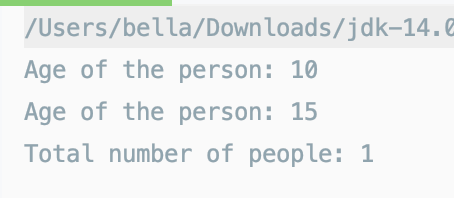 /Users/bella/Downloads/jdk-14.0
Age of the person: 10
Age of the person: 15
Total number of people: 1